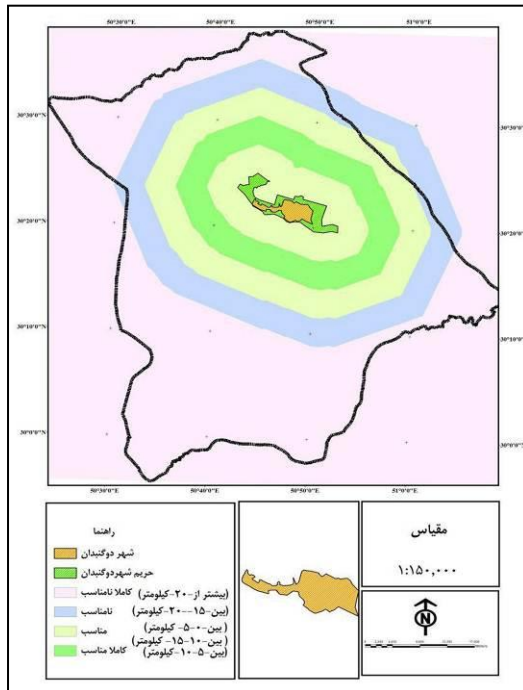 50°30'0"E 50°40'0"E 50°50'0"E 51°0'0"E
30°30'0"N 30°30'0"N
30°20'0"N 30°20'0"N
30°10'0"N 30°10'0"N
30°0'0"N 30°0'0"N
50°30'0"E 50°40'0"E 50°50'0"E 51°0'0"E
راهنما
شهر دوگنبدان
حریم شهردوگنبدان
(بیشتر از-۲۰-کیلومتر) کاملا نامناسب
(بین-۱۵--۲۰-کیلومتر) نامناسب
(بین-۰-۵- کیلومتر)
مناسب
(بین-۱۰-۱۵- کیلومتر)
(بین-۵-۱۰-کیلومتر) کاملا مناسب
مقیاس
۱:۱۵۰,۰۰۰
N